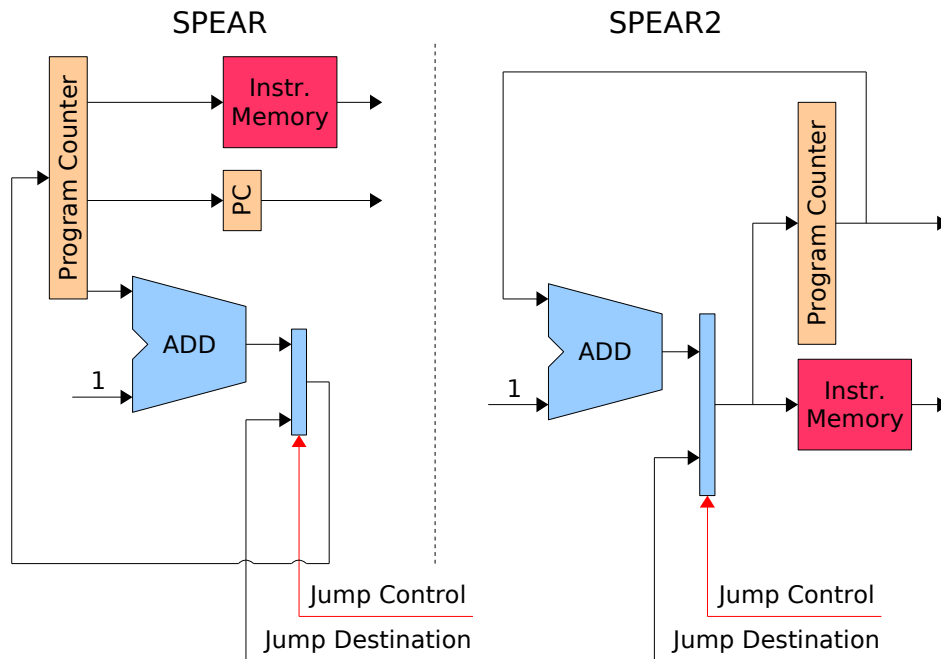 SPEAR
Program Counter
Instr.
Memory
PC
ADD
1
Jump Control
Jump Destination
SPEAR2
Program Counter
ADD
1
Instr.
Memory
Jump Control
Jump Destination